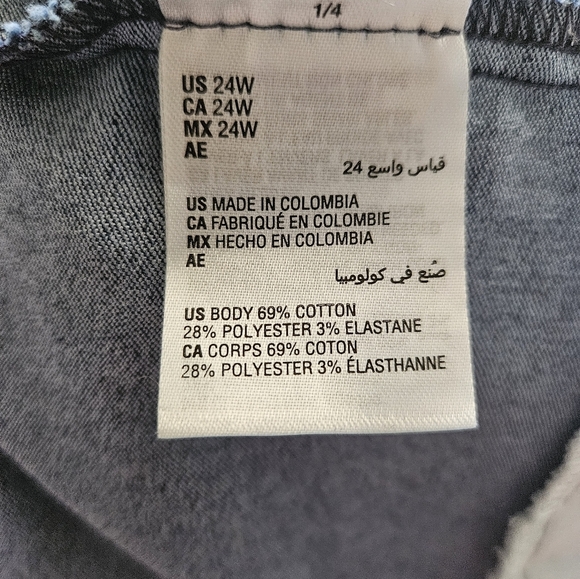 1/4
US 24W
CA 24W
MX 24W
AE
قياس واسع 24
US MADE IN COLOMBIA
CA FABRIQUÉ EN COLOMBIE
MX HECHO EN COLOMBIA
AE
صُنع في كولومبيا
US BODY 69% COTTON
28% POLYESTER 3% ELASTANE
CA CORPS 69% COTON
28% POLYESTER 3% ÉLASTHANNE